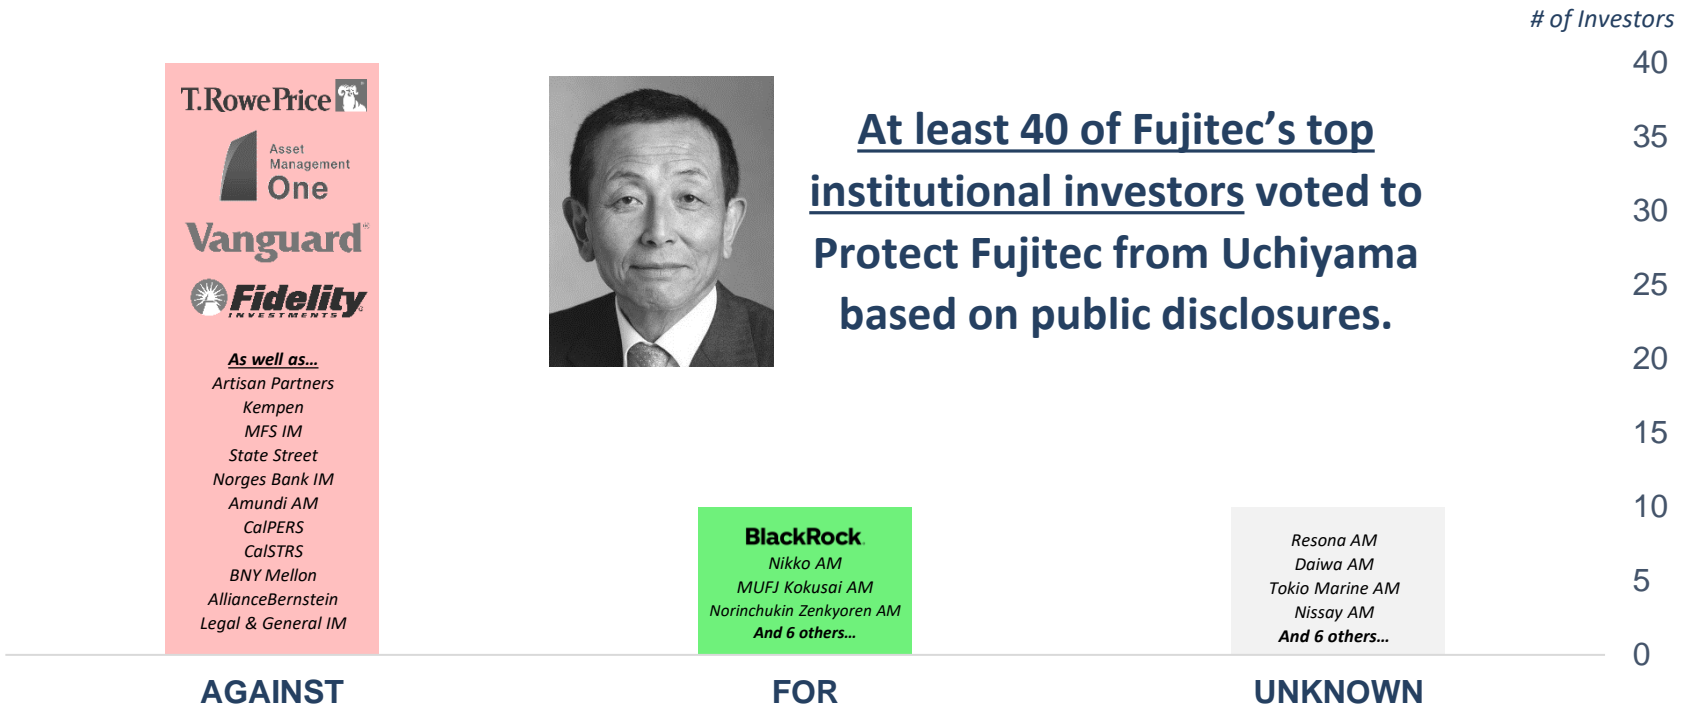 # of Investors
40
35
30
25
20
15
10
5
0
T.RowePrice
Asset
Management
One
Vanguard®
Fidelity
INVESTMENTS
As well as…
Artisan Partners
Kempen
MFS IM
State Street
Norges Bank IM
Amundi AM
CalPERS
CalSTRS
BNY Mellon
AllianceBernstein
Legal & General IM
At least 40 of Fujitec’s top
institutional investors voted to
Protect Fujitec from Uchiyama
based on public disclosures.
BlackRock.
Nikko AM
MUFJ Kokusai AM
Norinchukin Zenkyoren AM
And 6 others…
Resona AM
Daiwa AM
Tokio Marine AM
Nissay AM
And 6 others…
AGAINST
FOR
UNKNOWN